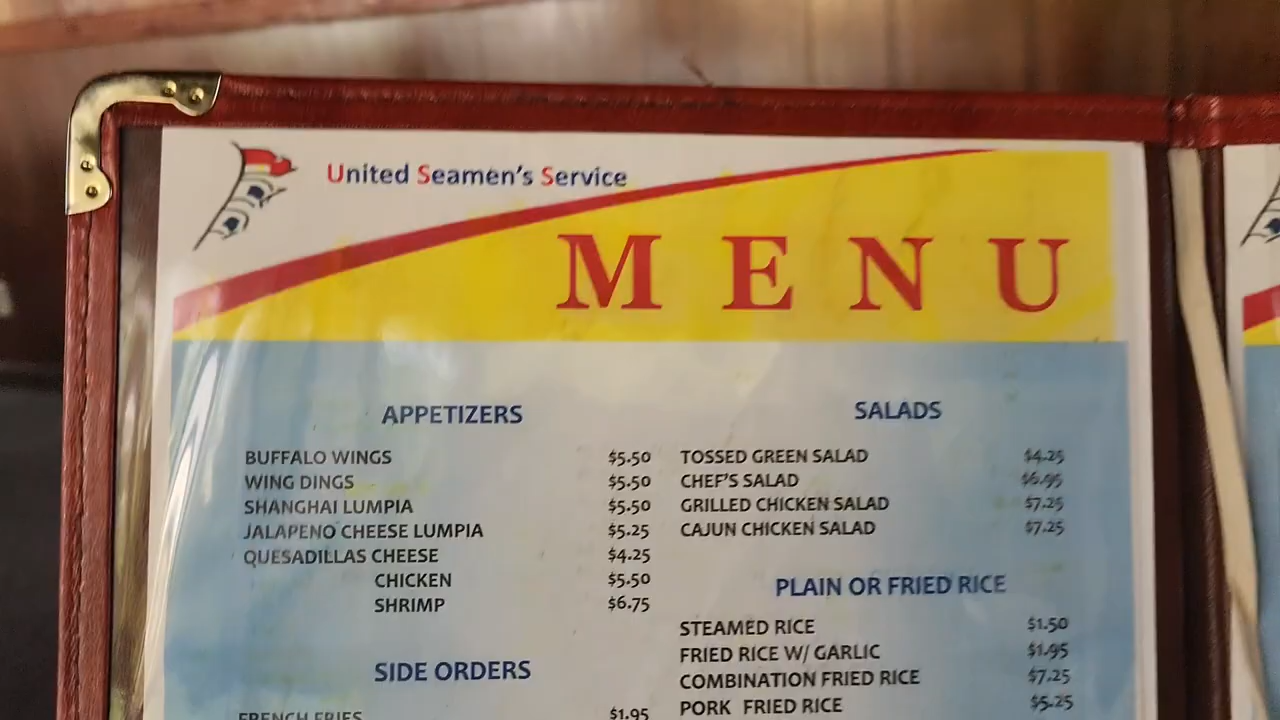 United Seamen's Service
MENU
APPETIZERS
BUFFALO WINGS $5.50
WING DINGS $5.50
SHANGHAI LUMPIA $5.50
JALAPENO CHEESE LUMPIA $5.25
QUESADILLAS CHEESE $4.25
CHICKEN $5.50
SHRIMP $6.75
SIDE ORDERS
FRENCH FRIES $1.95
SALADS
TOSSED GREEN SALAD $4.25
CHEF'S SALAD $6.95
GRILLED CHICKEN SALAD $7.25
CAJUN CHICKEN SALAD $7.25
PLAIN OR FRIED RICE
STEAMED RICE $1.50
FRIED RICE W/ GARLIC $1.95
COMBINATION FRIED RICE $7.25
PORK FRIED RICE $5.25